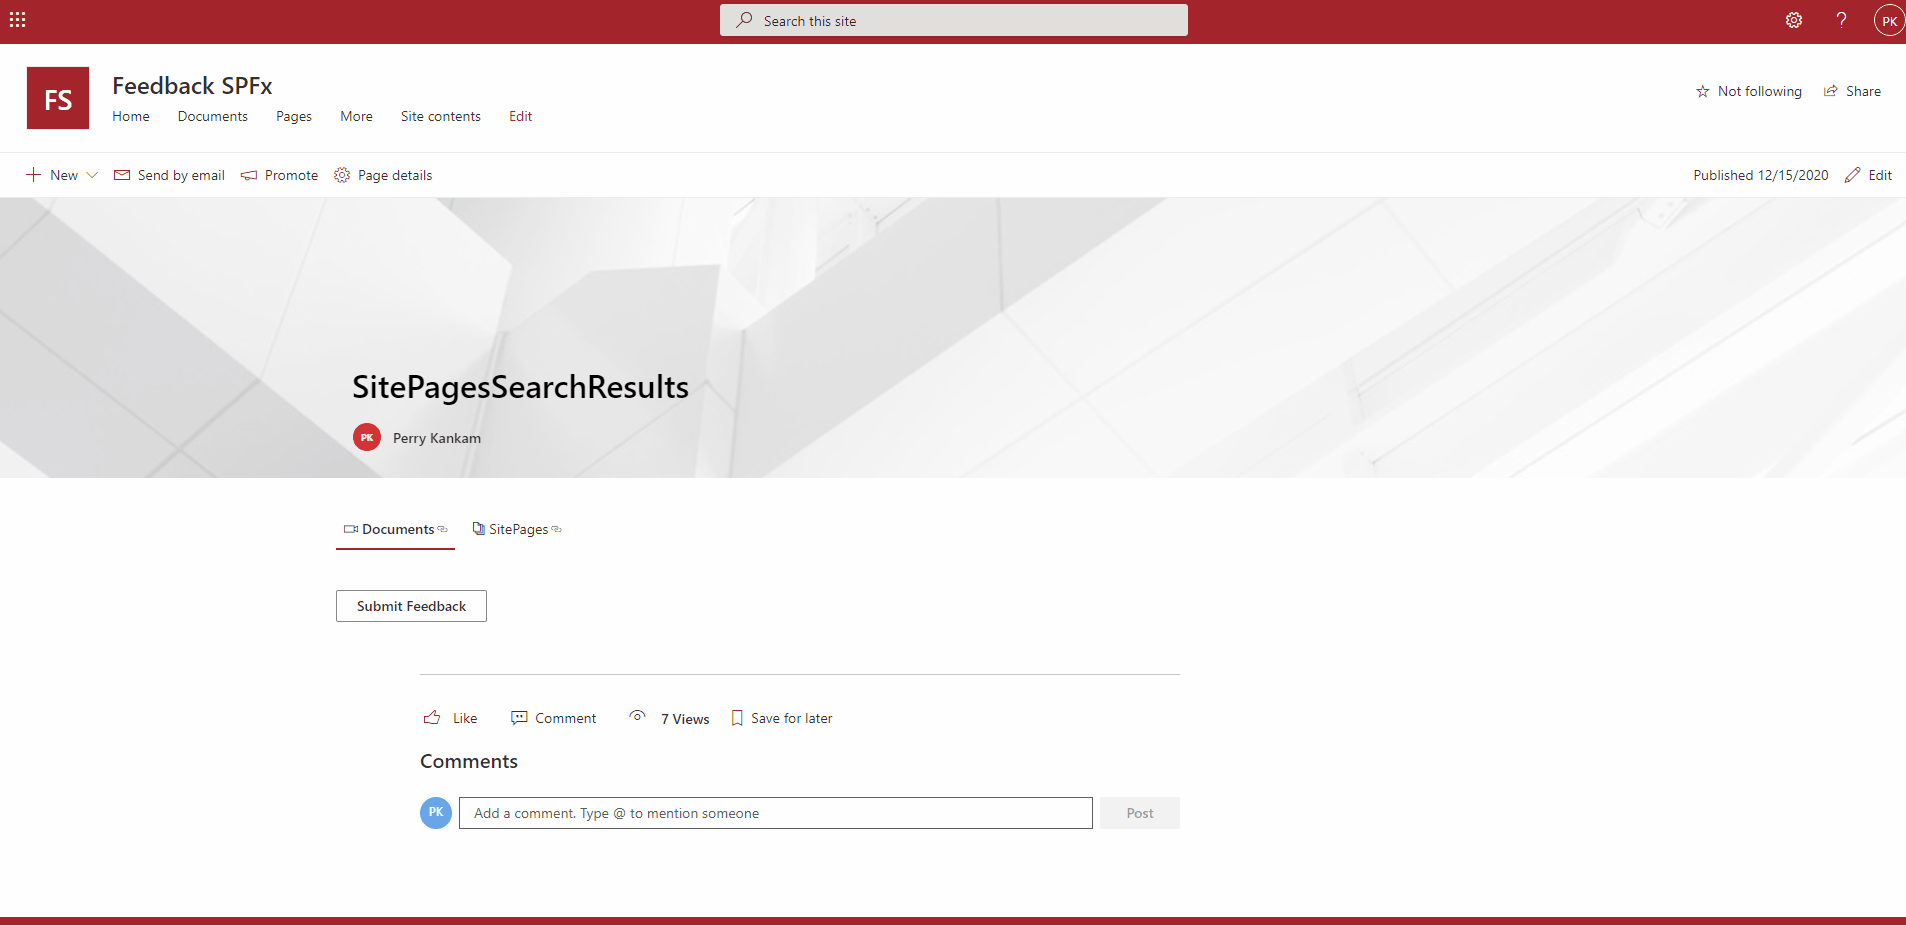 Search this site
?
PK
FS
Feedback SPFx
Not following
Share
Home Documents Pages More Site contents Edit
New Send by email Promote Page details Published 12/15/2020 Edit
SitePagesSearchResults
PK Perry Kankam
Documents SitePages
Submit Feedback
Like Comment 7 Views Save for later
Comments
PK Add a comment. Type @ to mention someone Post